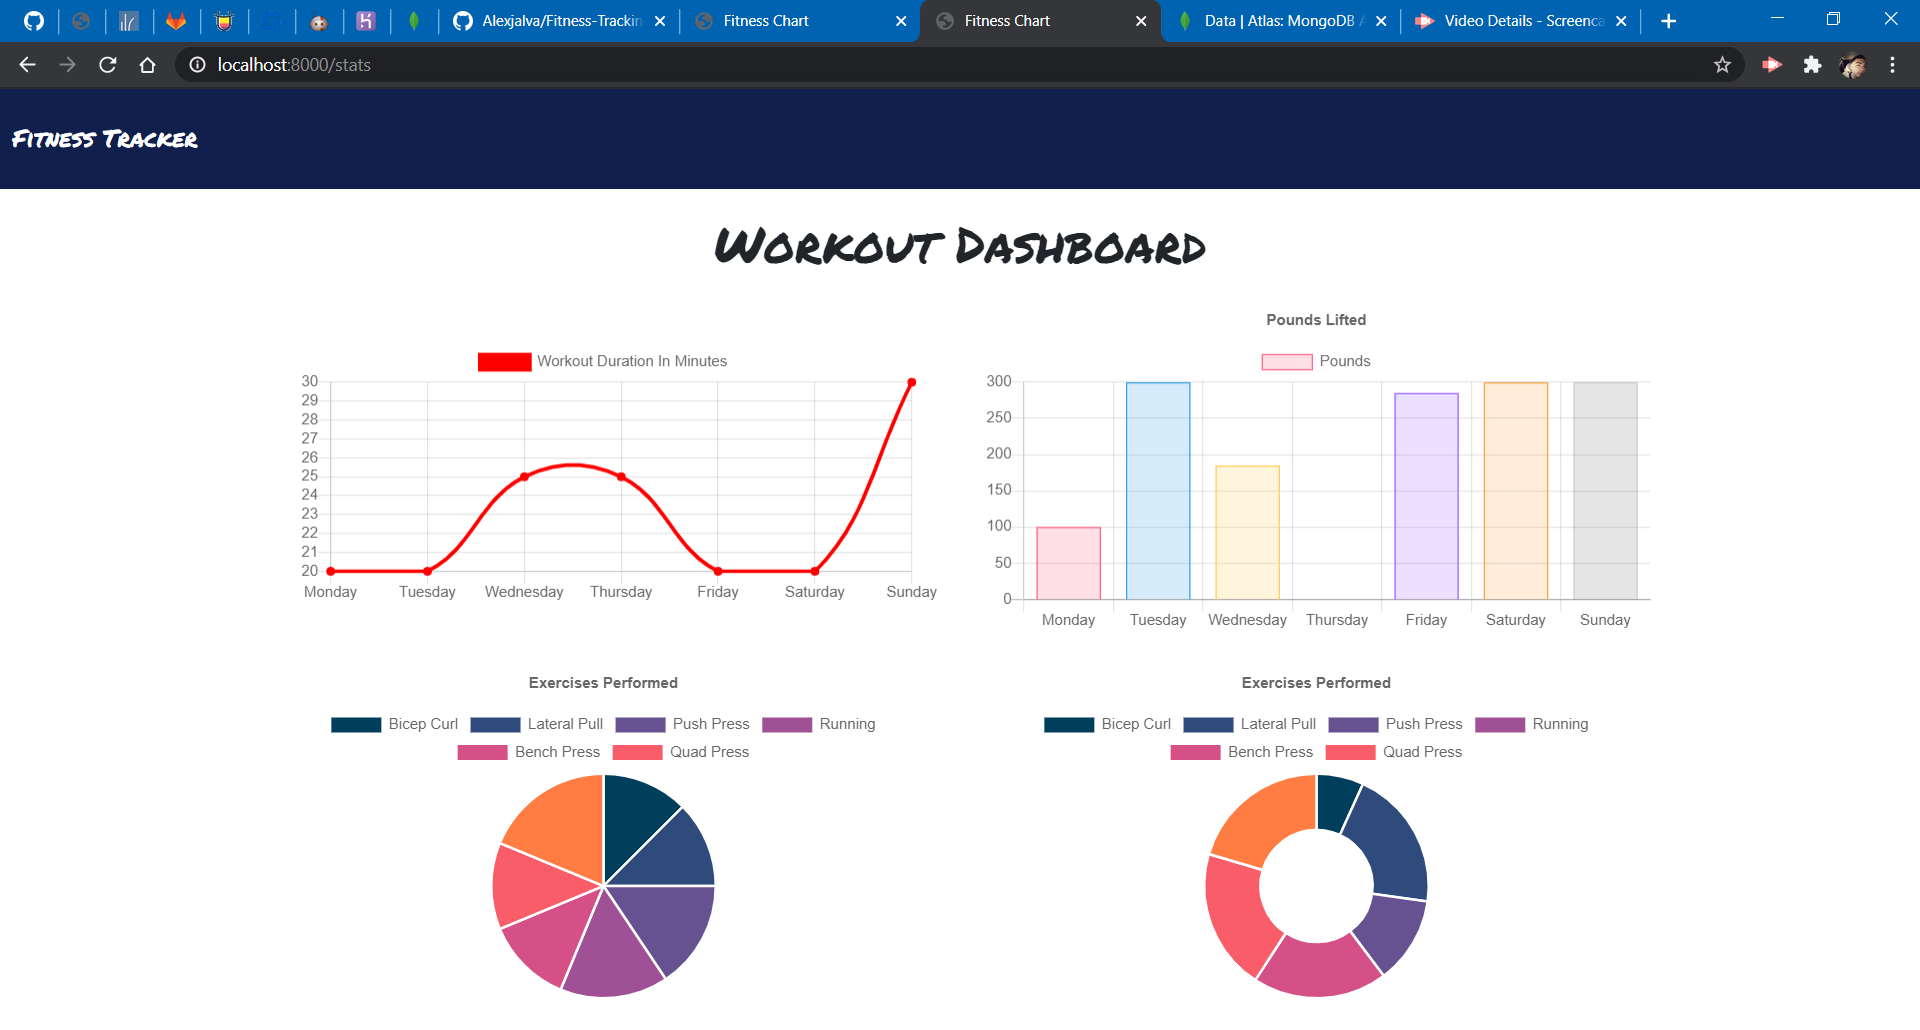 Alexjalva/Fitness-Trackin
Fitness Chart
Fitness Chart
Data | Atlas: MongoDB A
Video Details - Screenca
localhost:8000/stats
Fitness Tracker
Workout Dashboard
Workout Duration In Minutes
30
29
28
27
26
25
24
23
22
21
20
Monday Tuesday Wednesday Thursday Friday Saturday Sunday
Pounds Lifted
Pounds
300
250
200
150
100
50
0
Monday Tuesday Wednesday Thursday Friday Saturday Sunday
Exercises Performed
Bicep Curl Lateral Pull Push Press Running
Bench Press Quad Press
Exercises Performed
Bicep Curl Lateral Pull Push Press Running
Bench Press Quad Press